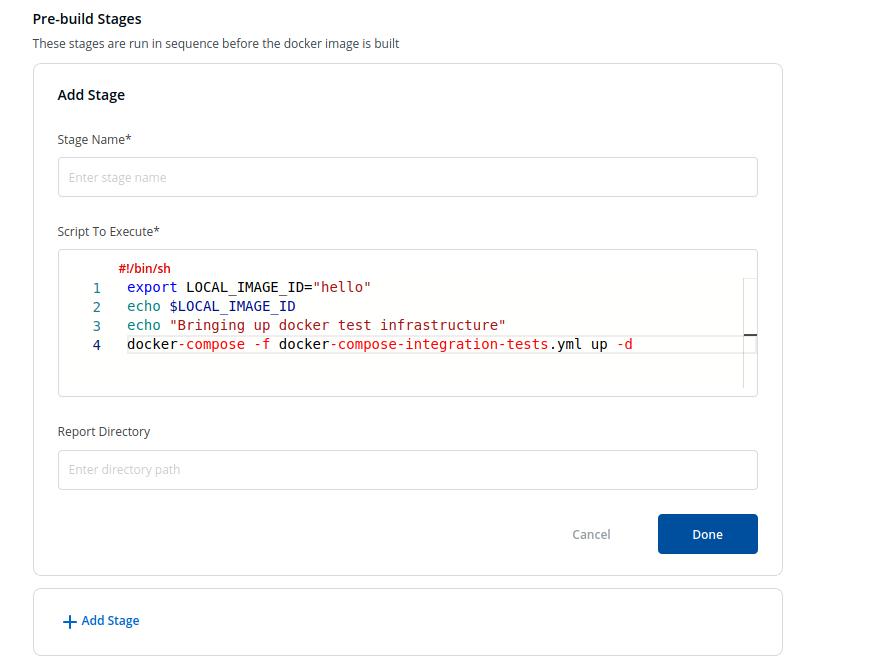 Pre-build Stages
These stages are run in sequence before the docker image is built
Add Stage
Stage Name*
Enter stage name
Script To Execute*
#!/bin/sh
1 export LOCAL_IMAGE_ID="hello"
2 echo $LOCAL_IMAGE_ID
3 echo "Bringing up docker test infrastructure"
4 docker-compose -f docker-compose-integration-tests.yml up -d
Report Directory
Enter directory path
Cancel Done
+ Add Stage